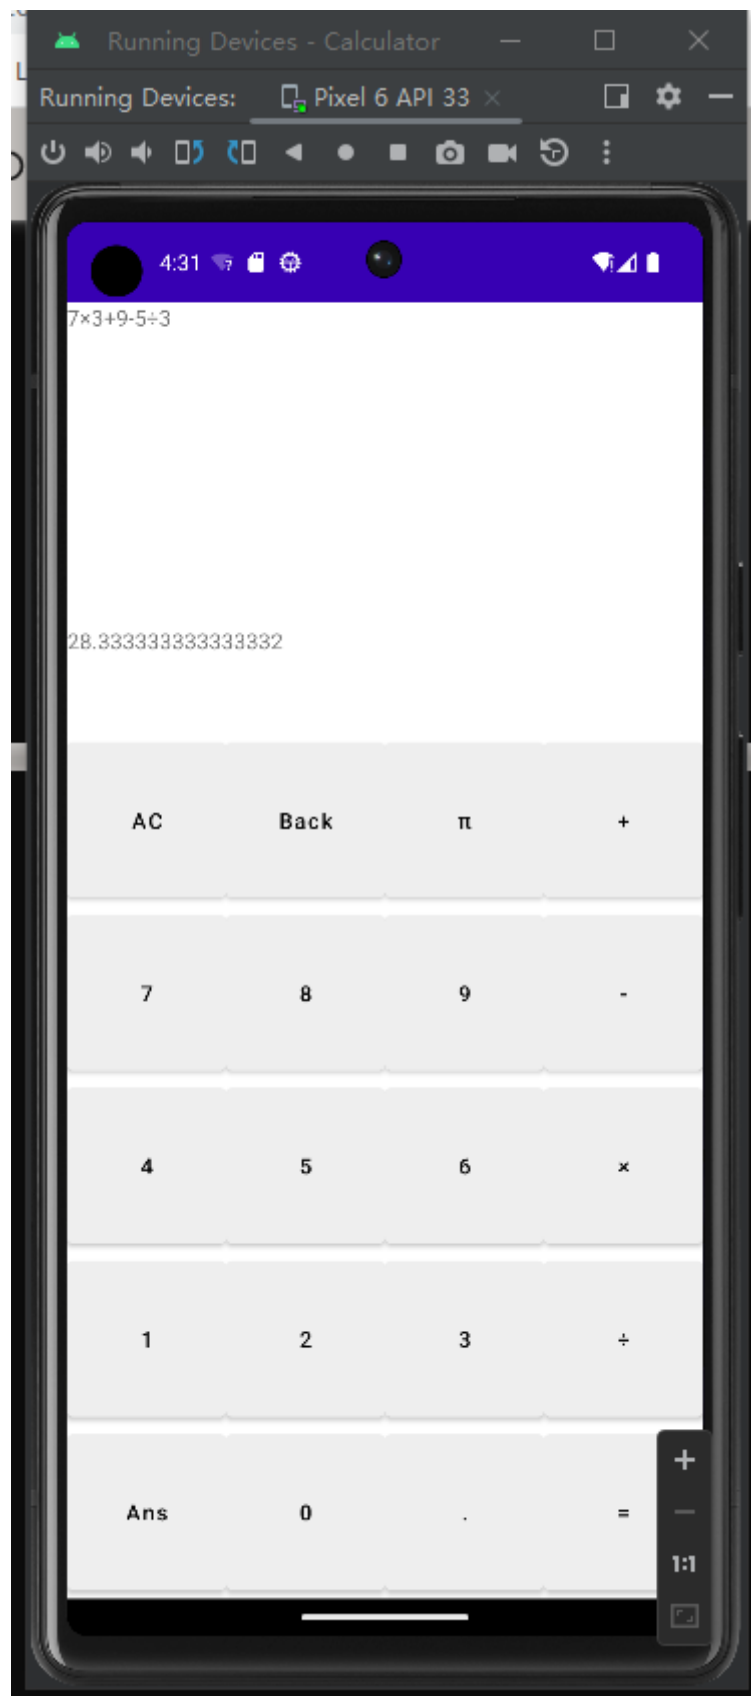 Running Devices - Calculator
Running Devices: Pixel 6 API 33
4:31
7×3+9-5÷3
28.333333333333332
AC Back π +
7 8 9 -
4 5 6 ×
1 2 3 ÷
Ans 0 . =
1:1